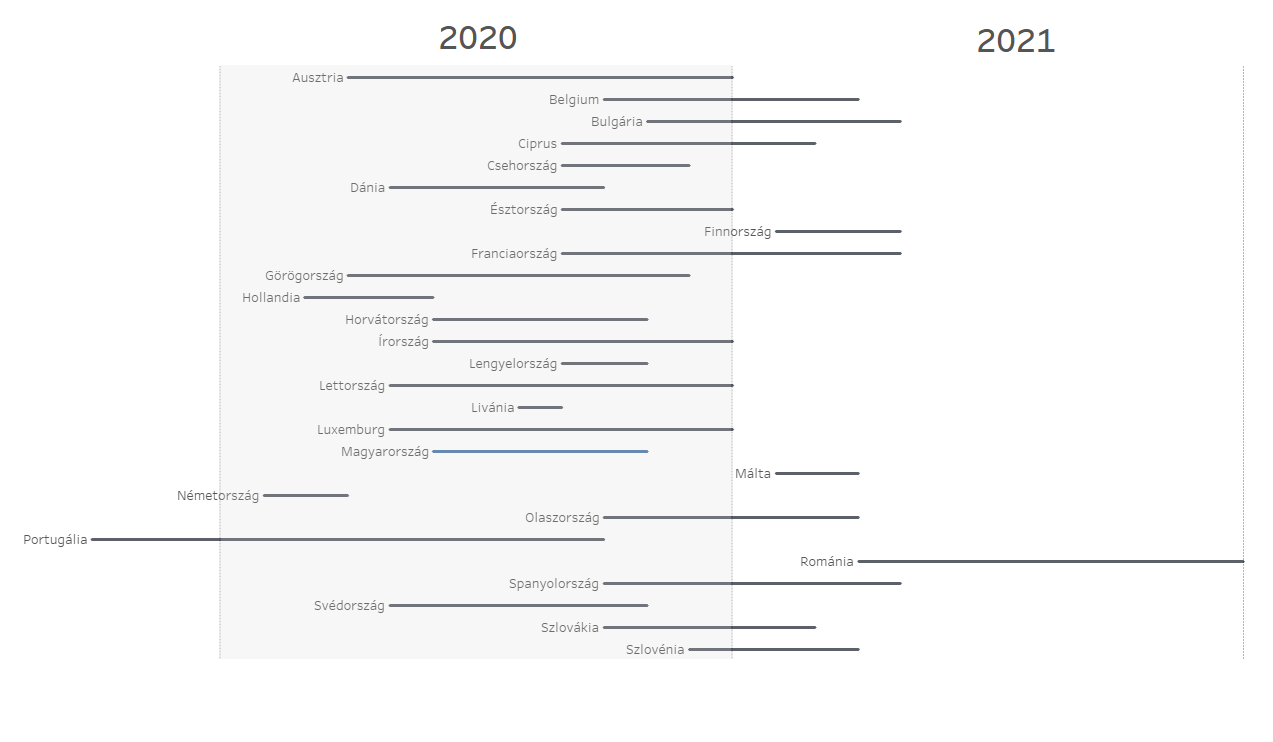 2020
2021
Ausztria
Belgium
Bulgária
Ciprus
Csehország
Dánia
Észtország
Finnország
Franciaország
Görögország
Hollandia
Horvátország
Írország
Lengyelország
Lettország
Livánia
Luxemburg
Magyarország
Málta
Németország
Olaszország
Portugália
Románia
Spanyolország
Svédország
Szlovákia
Szlovénia